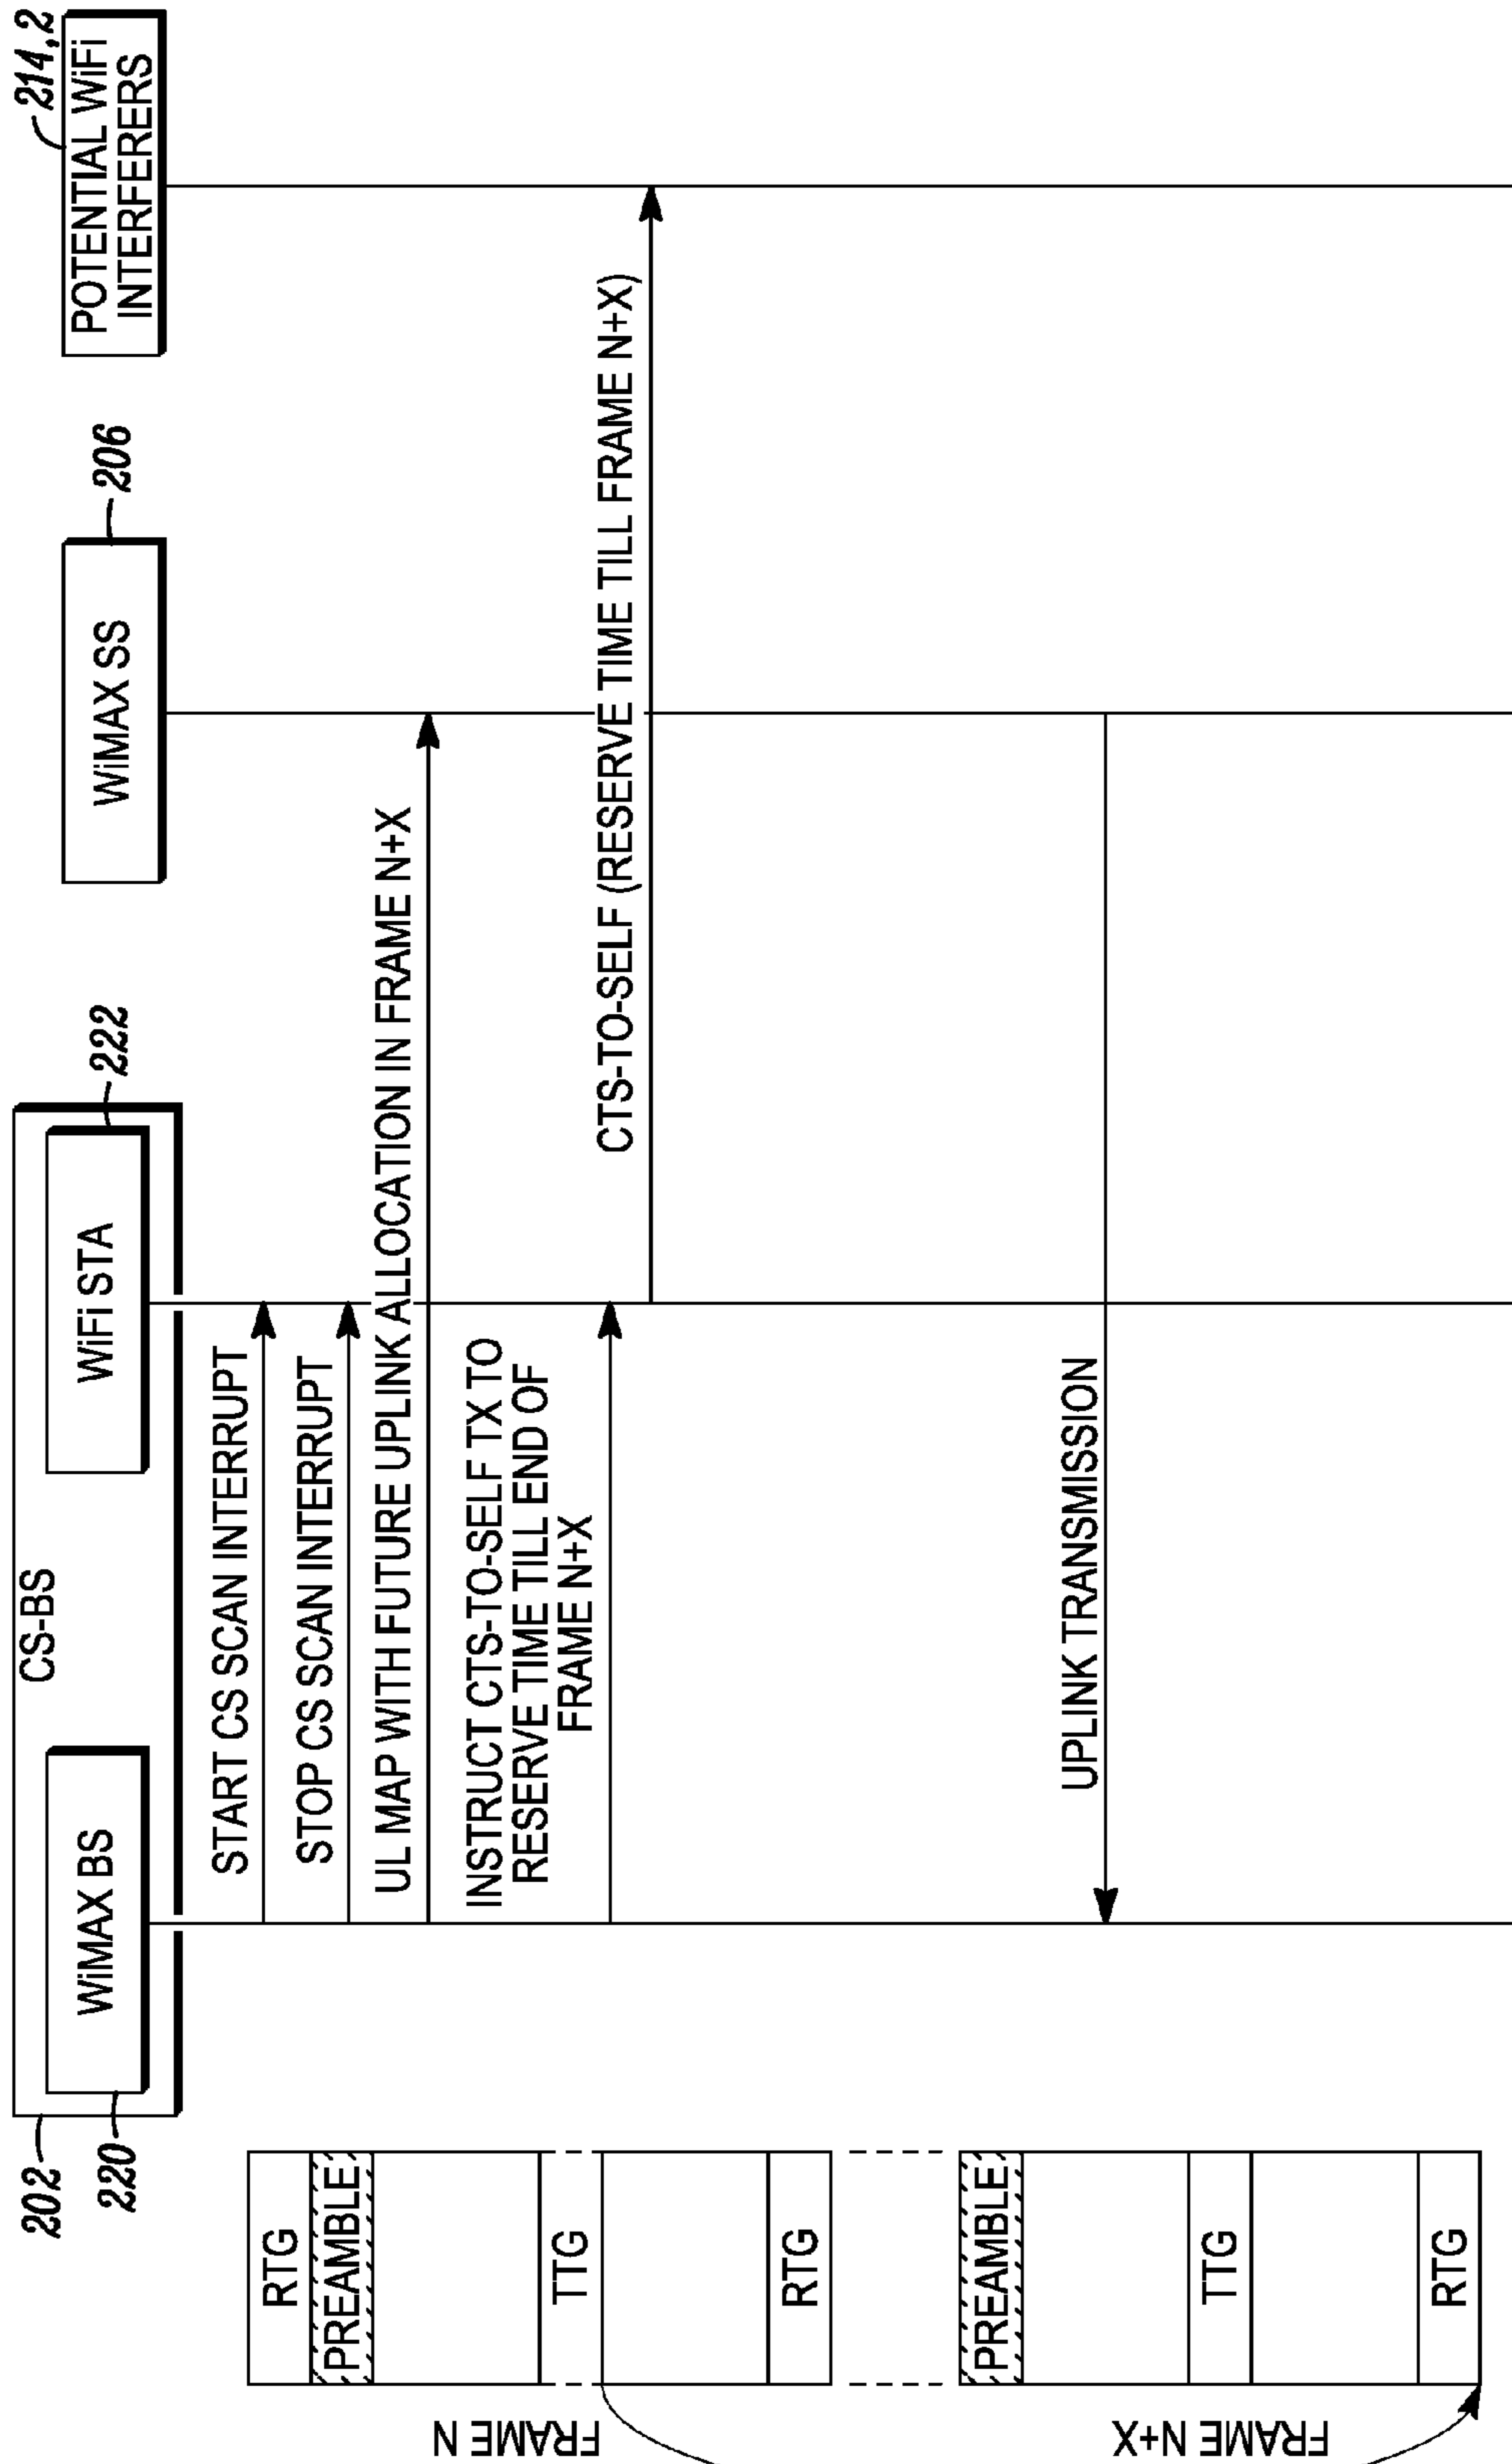 202
CS-BS
220
WiMAX BS
WiFi STA
222
WiMAX SS
206
POTENTIAL WiFi
INTERFERERS
214,2
RTG
START CS SCAN INTERRUPT
PREAMBLE
STOP CS SCAN INTERRUPT
UL MAP WITH FUTURE UPLINK ALLOCATION IN FRAME N+X
FRAME N
INSTRUCT CTS-TO-SELF TX TO
RESERVE TIME TILL END OF
FRAME N+X
TTG
CTS-TO-SELF (RESERVE TIME TILL FRAME N+X)
RTG
PREAMBLE
FRAME N+X
UPLINK TRANSMISSION
TTG
RTG